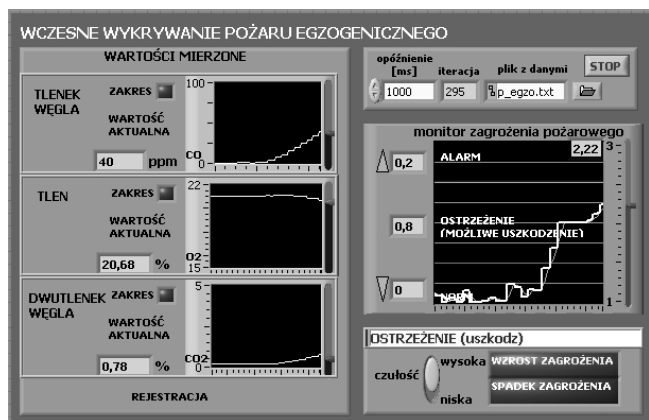 WCZESNE WYKRYWANIE POŻARU EGZOGENICZNEGO
WARTOŚCI MIERZONE
TLENEK
WĘGLA
ZAKRES
WARTOŚĆ
AKTUALNA
40 ppm
100
CO
0
TLEN
ZAKRES
WARTOŚĆ
AKTUALNA
20,68 %
22
O2
15
DWUTLENEK
WĘGLA
ZAKRES
WARTOŚĆ
AKTUALNA
0,78 %
5
CO2
0
REJESTRACJA
opóźnienie
[ms]
iteracja
plik z danymi
STOP
1000
295
p_egzo.txt
monitor zagrożenia pożarowego
0,2
ALARM
2,22
3
0,8
OSTRZEŻENIE
(MOŻLIWE USZKODZENIE)
0
NORM
1
OSTRZEŻENIE (uszkodz)
czułość
wysoka
niska
WZROST ZAGROŻENIA
SPADEK ZAGROŻENIA